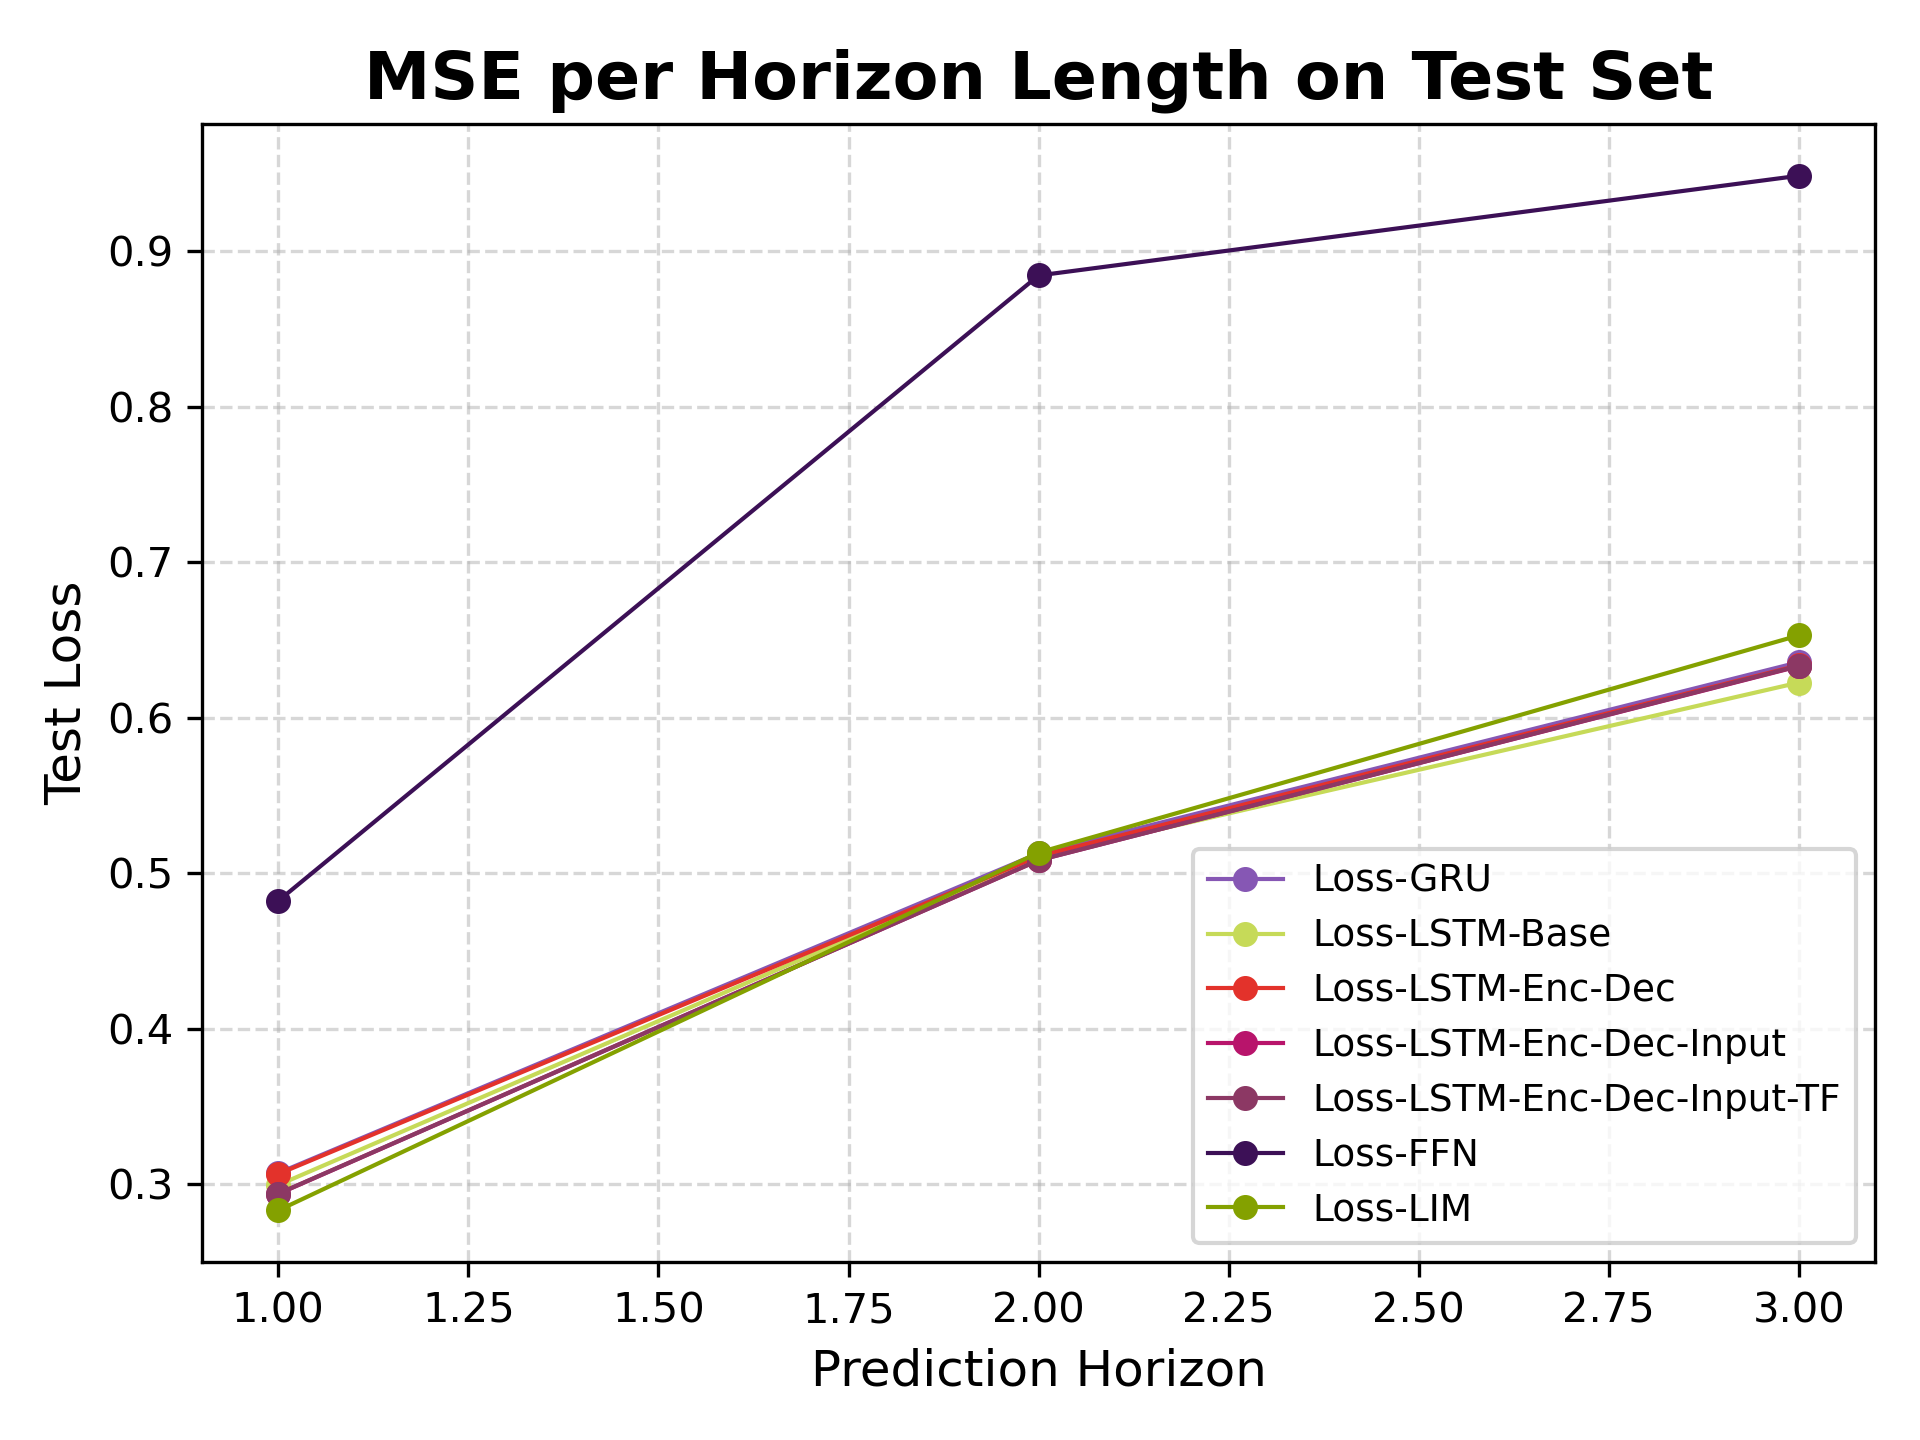 MSE per Horizon Length on Test Set
Test Loss
0.9
0.8
0.7
0.6
0.5
0.4
0.3
Loss-GRU
Loss-LSTM-Base
Loss-LSTM-Enc-Dec
Loss-LSTM-Enc-Dec-Input
Loss-LSTM-Enc-Dec-Input-TF
Loss-FFN
Loss-LIM
1.00 1.25 1.50 1.75 2.00 2.25 2.50 2.75 3.00
Prediction Horizon